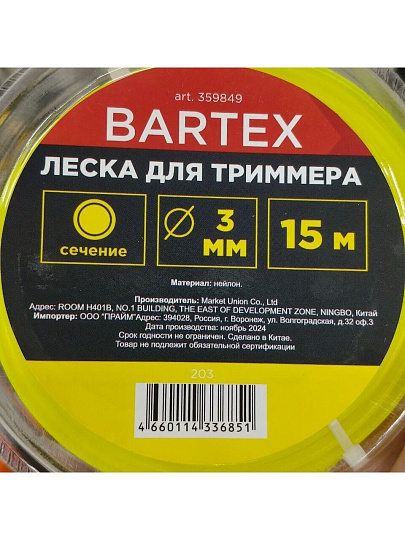 art. 359849
BARTEX
ЛЕСКА ДЛЯ ТРИММЕРА
сечение
3 мм
15 м
Материал: нейлон.
Производитель: Market Union Co., Ltd
Адрес: ROOM H401B, NO.1 BUILDING, THE EAST OF DEVELOPMENT ZONE, NINGBO, Китай
Импортер: ООО "ПРАЙМ"Адрес: 394028, Россия, г. Воронеж, ул. Волгоградская, д.32 оф.3
Дата производства: ноябрь 2024
Срок годности не ограничен. Сделано в Китае.
Товар не подлежит обязательной сертификации
203
4 660114 336851